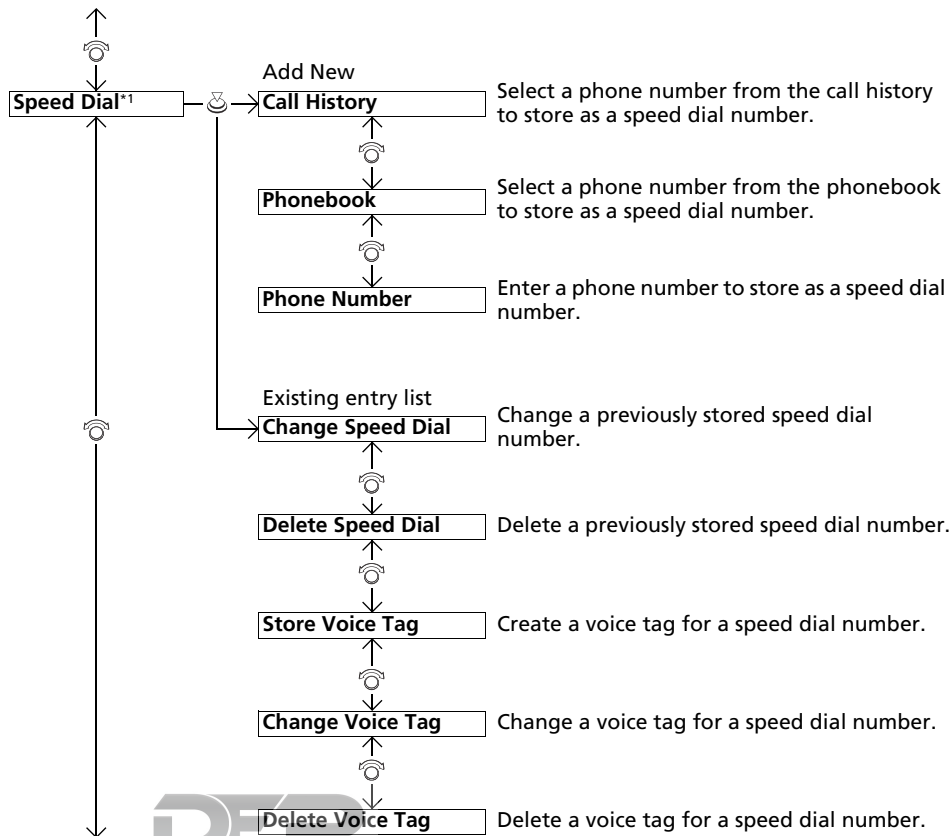 Add New
Speed Dial*1
Call History
Select a phone number from the call history
to store as a speed dial number.
Phonebook
Select a phone number from the phonebook
to store as a speed dial number.
Phone Number
Enter a phone number to store as a speed dial
number.
Existing entry list
Change Speed Dial
Change a previously stored speed dial
number.
Delete Speed Dial
Delete a previously stored speed dial number.
Store Voice Tag
Create a voice tag for a speed dial number.
Change Voice Tag
Change a voice tag for a speed dial number.
Delete Voice Tag
Delete a voice tag for a speed dial number.